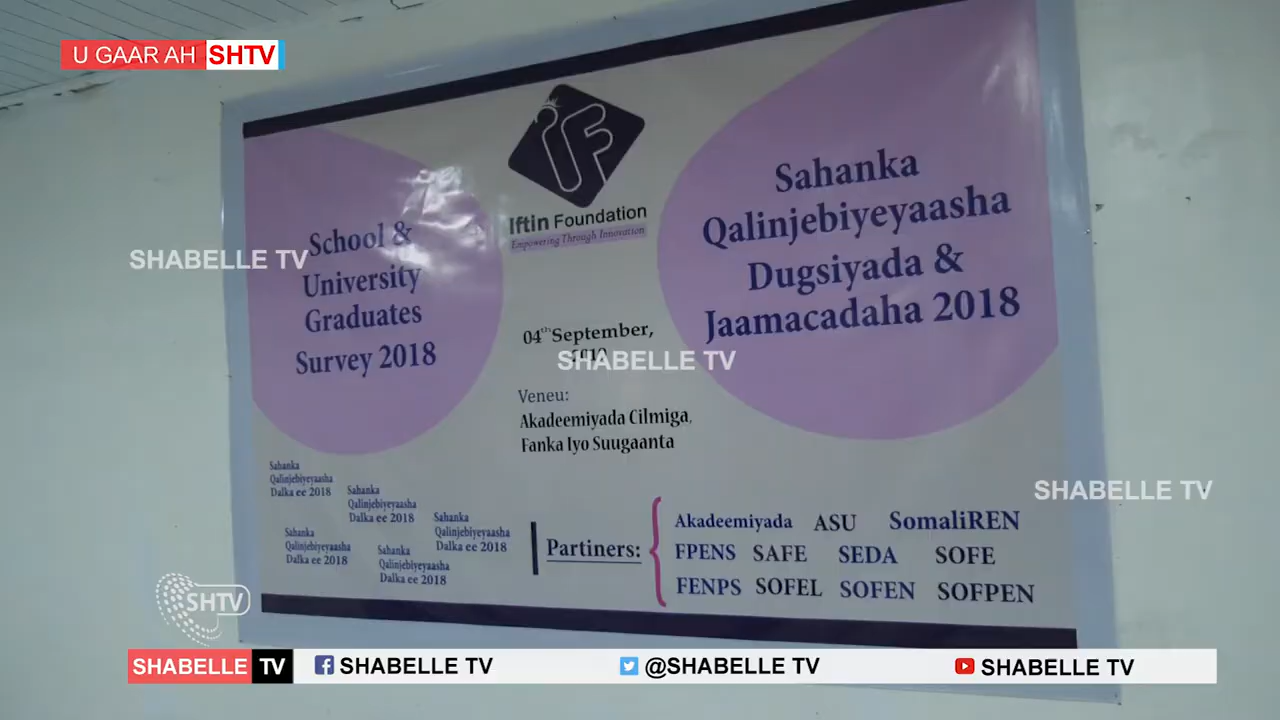 U GAAR AH SHTV
iF
Iftin Foundation
Empowering Through Innovation
School &
University
Graduates
Survey 2018
Sahanka
Qalinjebiyeyaasha
Dugsiyada &
Jaamacadaha 2018
SHABELLE TV
04th September,
SHABELLE TV
Veneu:
Akademiyada Cilmiga,
Fanka Iyo Suugaanta
SHABELLE TV
Sahanka
Qalinjebiyeyaasha
Dalka ee 2018
Sahanka
Qalinjebiyeyaasha
Dalka ee 2018
Sahanka
Qalinjebiyeyaasha
Dalka ee 2018
Sahanka
Qalinjebiyeyaasha
Dalka ee 2018
Sahanka
Qalinjebiyeyaasha
Dalka ee 2018
Partiners:
Akadeemiyada ASU SomaliREN
FPENS SAFE SEDA SOFE
FENPS SOFEL SOFEN SOFPEN
SHTV
SHABELLE TV SHABELLE TV @SHABELLE TV SHABELLE TV